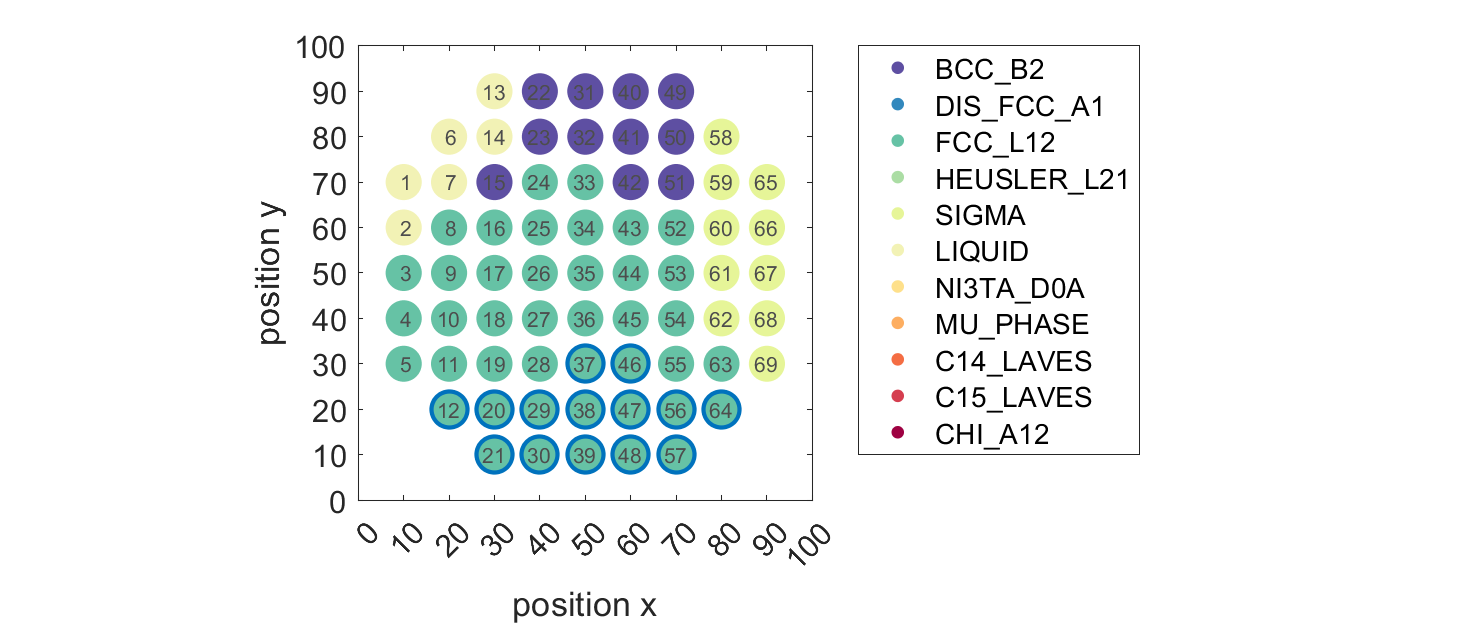 100
90
80
70
60
50
40
30
20
10
0
position y
13 22 31 40 49
6 14 23 32 41 50 58
1 7 15 24 33 42 51 59 65
2 8 16 25 34 43 52 60 66
3 9 17 26 35 44 53 61 67
4 10 18 27 36 45 54 62 68
5 11 19 28 37 46 55 63 69
12 20 29 38 47 56 64
21 30 39 48 57
0 10 20 30 40 50 60 70 80 90 100
position x
BCC_B2
DIS_FCC_A1
FCC_L12
HEUSLER_L21
SIGMA
LIQUID
NI3TA_D0A
MU_PHASE
C14_LAVES
C15_LAVES
CHI_A12